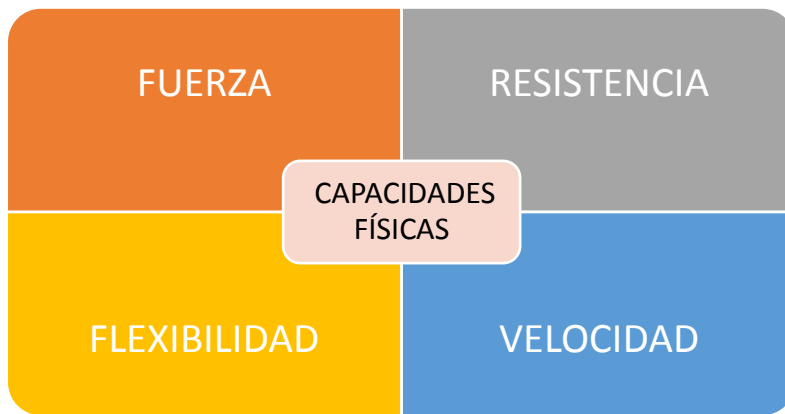 FUERZA
RESISTENCIA
CAPACIDADES
FÍSICAS
FLEXIBILIDAD
VELOCIDAD